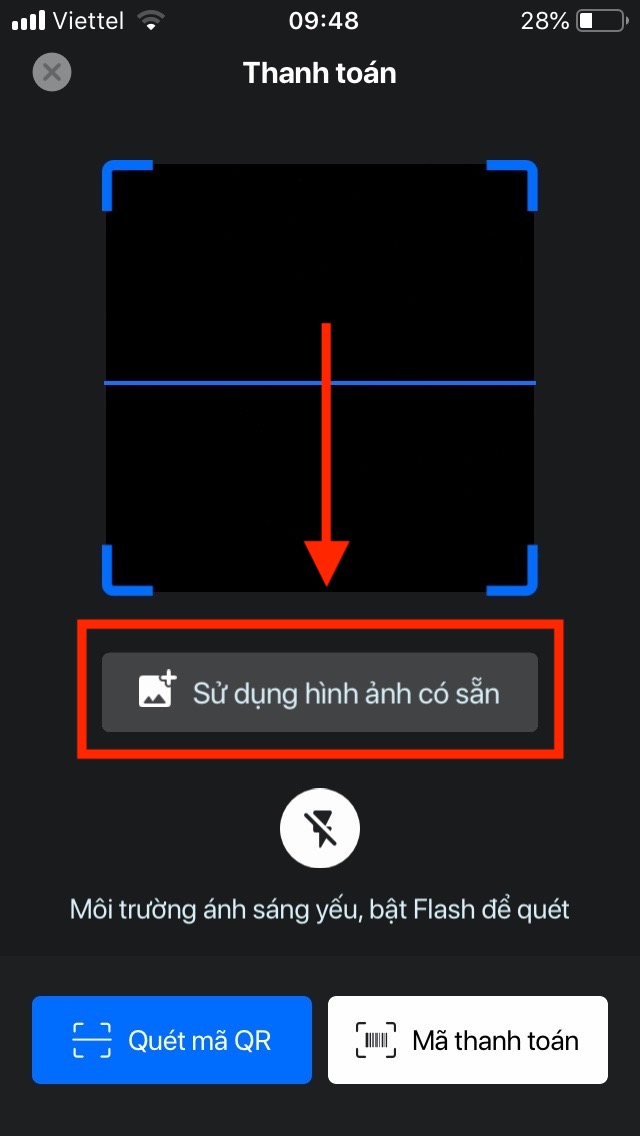 Viettel 09:48 28%
Thanh toán
Sử dụng hình ảnh có sẵn
Môi trường ánh sáng yếu, bật Flash để quét
Quét mã QR Mã thanh toán